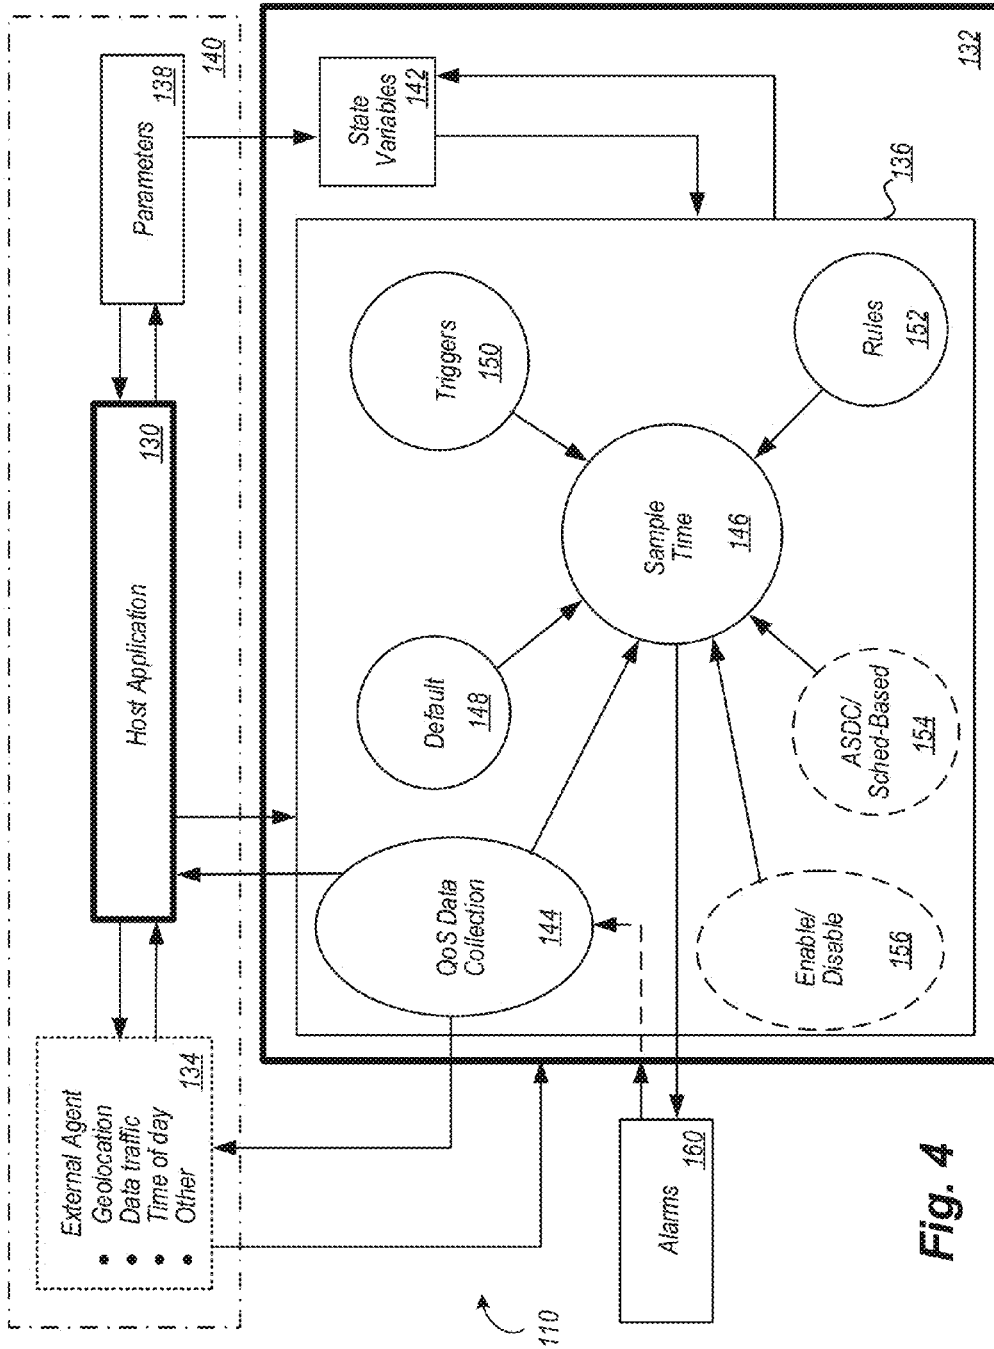 External Agent
• Geolocation
• Data traffic
• Time of day
• Other
134
Host Application
130
Parameters
138
140
State
Variables
142
132
136
QoS Data
Collection
144
Default
148
Triggers
150
Sample
Time
146
Rules
152
ASDC/
Sched-Based
154
Enable/
Disable
156
Alarms
160
110
Fig. 4